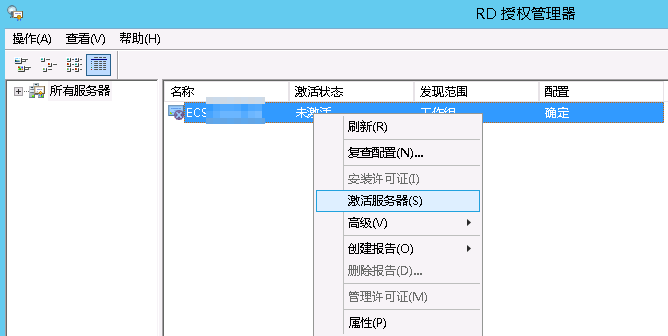 RD 授权管理器
操作(A) 查看(V) 帮助(H)
所有服务器
名称 激活状态 发现范围 配置
ECS 未激活 工作组 确定
刷新(R)
复查配置(N)...
安装许可证(I)
激活服务器(S)
高级(V)
创建报告(O)
删除报告(D)...
管理许可证(M)
属性(P)